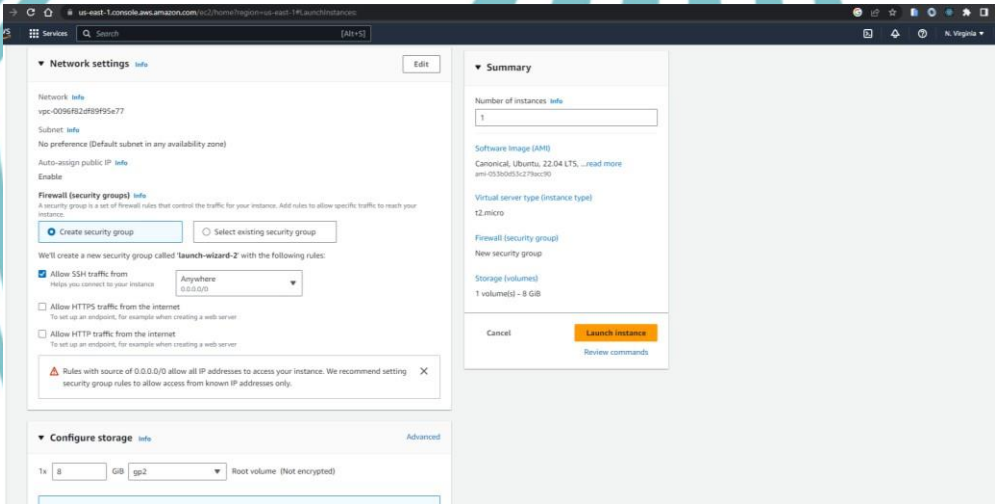 us-east-1.console.aws.amazon.com/ec2/home?region=us-east-1#LaunchInstances:
Services
Search
[Alt+S]
N. Virginia
Network settings Info
Edit
Network Info
vpc-0096f82df89f95e77
Subnet Info
No preference (Default subnet in any availability zone)
Auto-assign public IP Info
Enable
Firewall (security groups) Info
A security group is a set of firewall rules that control the traffic for your instance. Add rules to allow specific traffic to reach your
instance.
Create security group
Select existing security group
We'll create a new security group called 'launch-wizard-2' with the following rules:
Allow SSH traffic from
Helps you connect to your instance
Anywhere
0.0.0.0/0
Allow HTTPS traffic from the internet
To set up an endpoint, for example when creating a web server
Allow HTTP traffic from the internet
To set up an endpoint, for example when creating a web server
Rules with source of 0.0.0.0/0 allow all IP addresses to access your instance. We recommend setting
security group rules to allow access from known IP addresses only.
Configure storage Info
Advanced
1x
8
GiB
gp2
Root volume (Not encrypted)
Summary
Number of instances Info
1
Software Image (AMI)
Canonical, Ubuntu, 22.04 LTS, ...read more
ami-053b0d53c279acc90
Virtual server type (instance type)
t2.micro
Firewall (security group)
New security group
Storage (volumes)
1 volume(s) - 8 GiB
Cancel
Launch instance
Review commands